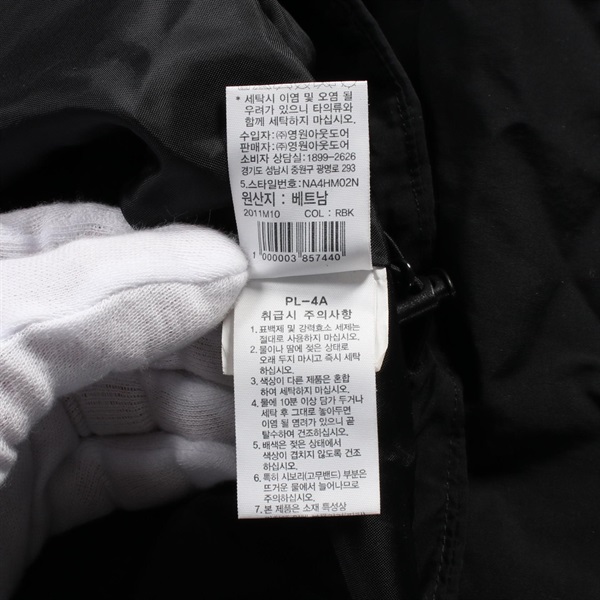 * 세탁시 이염 및 오염 될
우려가 있으니 타의류와
함께 세탁하지 마십시오.
수입자:㈜영원아웃도어
판매자:㈜영원아웃도어
소비자 상담실:1899-2626
경기도 성남시 중원구 광명로 293
5.스타일번호:NA4HM02N
원산지 : 베트남
2011M10 COL : RBK
1 000003 857440
PL-4A
취급시 주의사항
1.표백제 및 강력효소 세제는
절대로 사용하지 마십시오.
2.물이나 땀에 젖은 상태로
오래 두지 마시고 즉시 세탁
하십시오.
3.색상이 다른 제품은 혼합
하여 세탁하지 마십시오.
4.물에 10분 이상 담가 두거나
세탁 후 그대로 놓아두면
이염 될 염려가 있으니 곧
탈수하여 건조하십시오.
5.배색은 젖은 상태에서
색상이 겹치지 않도록 건조
하십시오.
6.특히 시보리(고무밴드) 부분은
뜨거운 물에서 늘어나므로
주의하십시오.
7.본 제품은 소재 특성상